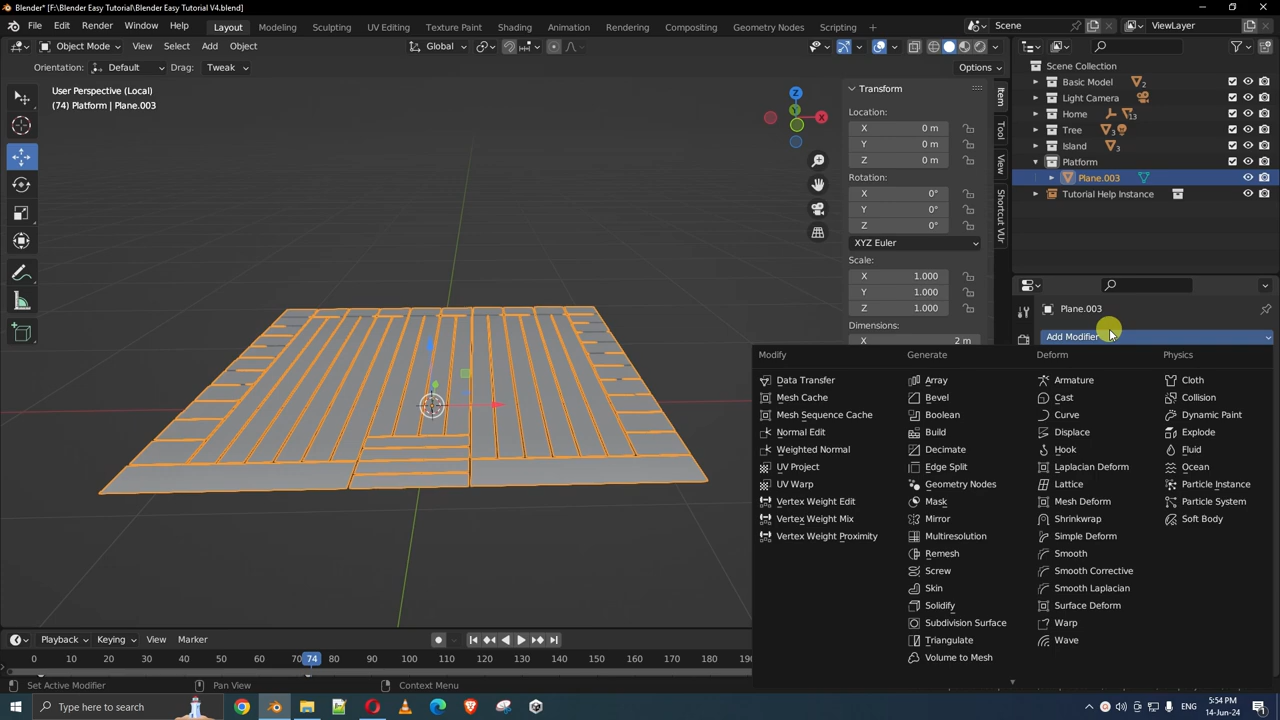 Blender* [F:\Blender Easy Tutorial\Blender Easy Tutorial V4.blend]
File Edit Render Window Help Layout Modeling Sculpting UV Editing Texture Paint Shading Animation Rendering Compositing Geometry Nodes Scripting + Scene ViewLayer
Object Mode View Select Add Object Global
Orientation: Default Drag: Tweak Options
User Perspective (Local)
(74) Platform | Plane.003
Z
Y
X
Transform
Location:
X 0 m
Y 0 m
Z 0 m
Rotation:
X 0°
Y 0°
Z 0°
XYZ Euler
Scale:
X 1.000
Y 1.000
Z 1.000
Dimensions:
X 2 m
Item
Tool
View
Shortcut VUr
Scene Collection
Basic Model 2
Light Camera
Home 13
Tree 3
Island 3
Platform
Plane.003
Tutorial Help Instance
Plane.003
Add Modifier
Modify
Data Transfer
Mesh Cache
Mesh Sequence Cache
Normal Edit
Weighted Normal
UV Project
UV Warp
Vertex Weight Edit
Vertex Weight Mix
Vertex Weight Proximity
Generate
Array
Bevel
Boolean
Build
Decimate
Edge Split
Geometry Nodes
Mask
Mirror
Multiresolution
Remesh
Screw
Skin
Solidify
Subdivision Surface
Triangulate
Volume to Mesh
Deform
Armature
Cast
Curve
Displace
Hook
Laplacian Deform
Lattice
Mesh Deform
Shrinkwrap
Simple Deform
Smooth
Smooth Corrective
Smooth Laplacian
Surface Deform
Warp
Wave
Physics
Cloth
Collision
Dynamic Paint
Explode
Fluid
Ocean
Particle Instance
Particle System
Soft Body
Playback Keying View Marker
0 10 20 30 40 50 60 70 74 80 90 100 110 120 130 140 150 160 170 180 190
Set Active Modifier Pan View Context Menu
Type here to search
ENG
5:54 PM
14-Jun-24